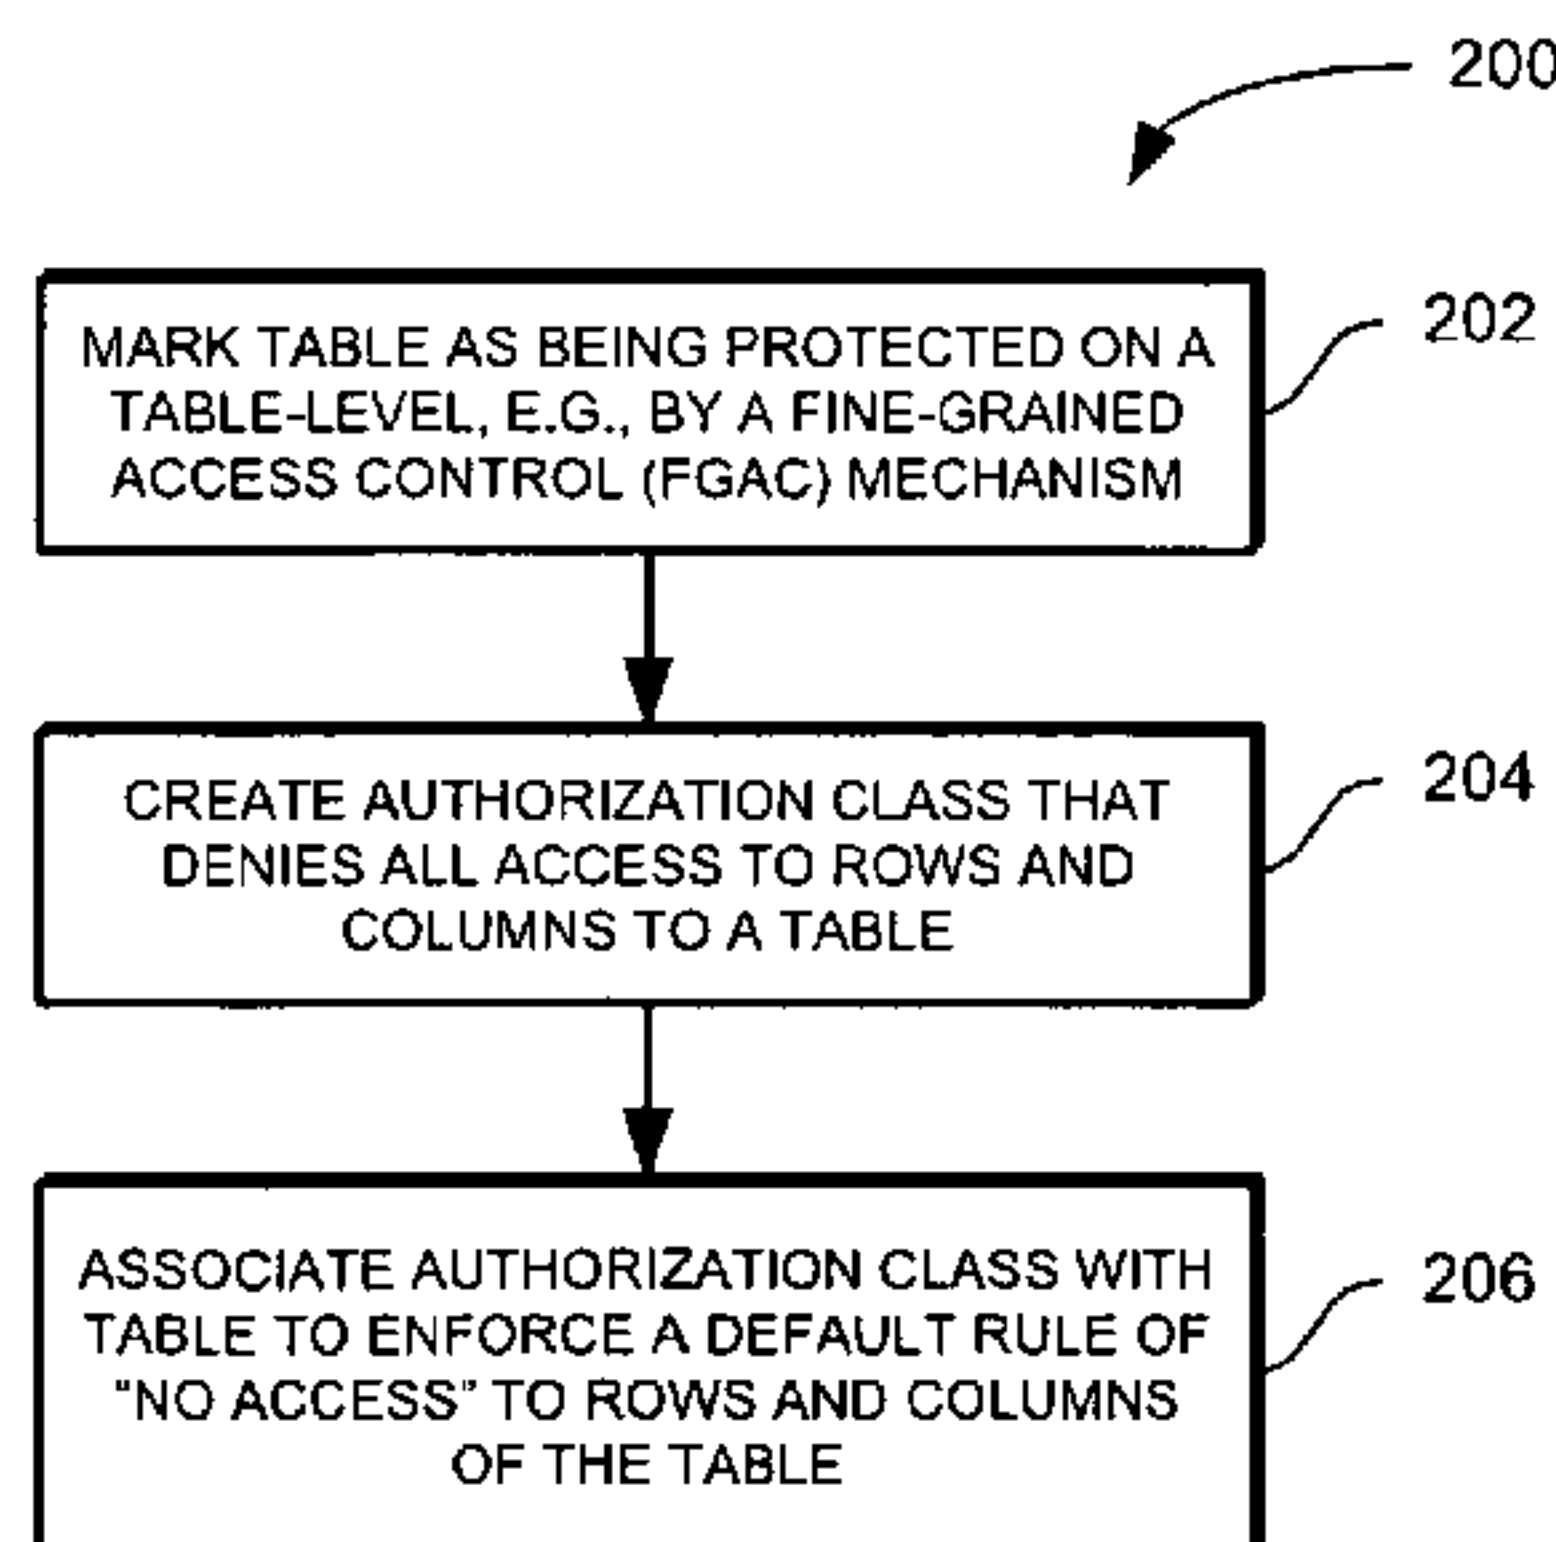 200
MARK TABLE AS BEING PROTECTED ON A
TABLE-LEVEL, E.G., BY A FINE-GRAINED
ACCESS CONTROL (FGAC) MECHANISM
202
CREATE AUTHORIZATION CLASS THAT
DENIES ALL ACCESS TO ROWS AND
COLUMNS TO A TABLE
204
ASSOCIATE AUTHORIZATION CLASS WITH
TABLE TO ENFORCE A DEFAULT RULE OF
"NO ACCESS" TO ROWS AND COLUMNS
OF THE TABLE
206